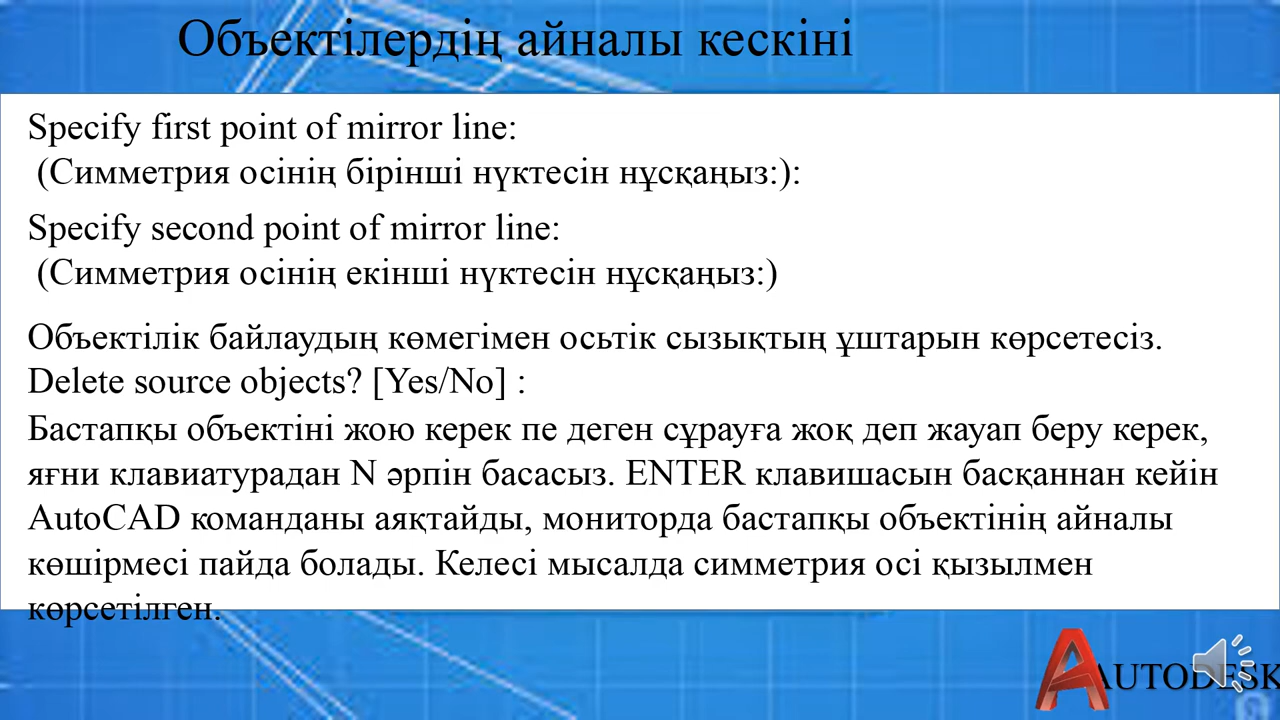 Объектілердің айналы кескіні
Specify first point of mirror line:
(Симметрия осінің бірінші нүктесін нұсқаңыз:):
Specify second point of mirror line:
(Симметрия осінің екінші нүктесін нұсқаңыз:)
Объектілік байлаудың көмегімен осьтік сызықтың ұштарын көрсетесіз.
Delete source objects? [Yes/No] :
Бастапқы объектіні жою керек пе деген сұрауға жоқ деп жауап беру керек,
яғни клавиатурадан N әрпін басасыз. ENTER клавишасын басқаннан кейін
AutoCAD команданы аяқтайды, мониторда бастапқы объектінің айналы
көшірмесі пайда болады. Келесі мысалда симметрия осі қызылмен
көрсетілген.
AUTODESK